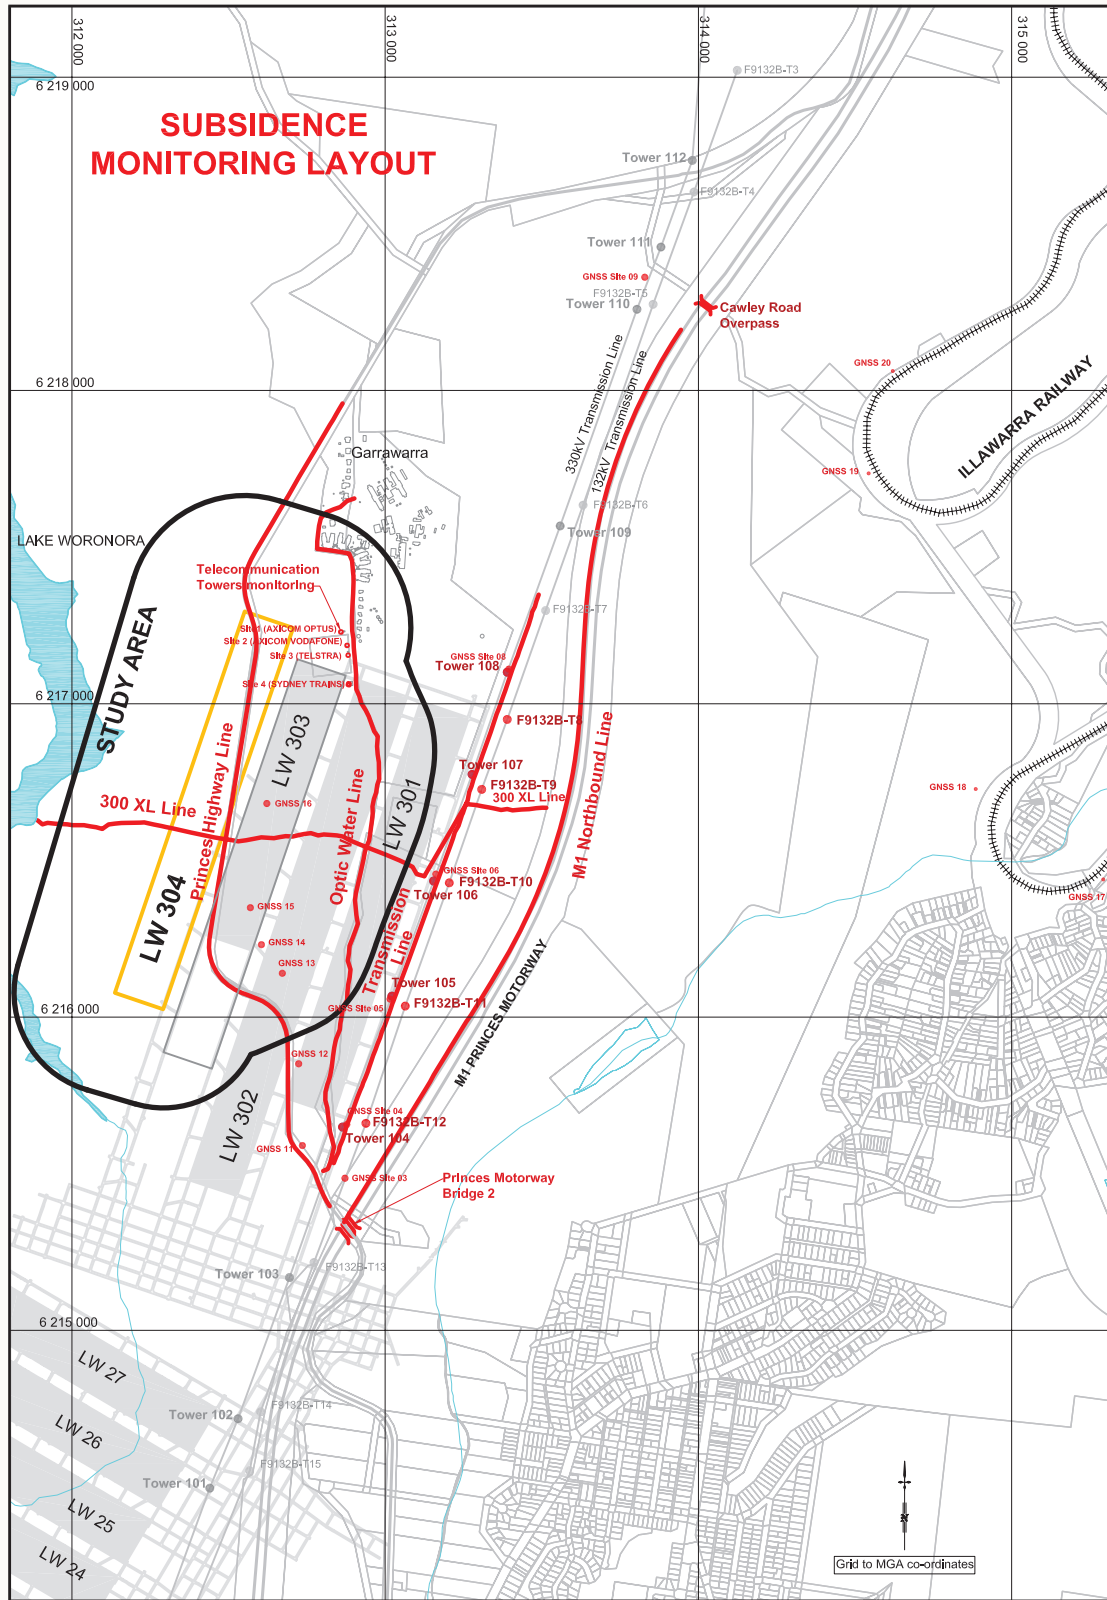 312 000
313 000
314 000
315 000
6 219 000
SUBSIDENCE
MONITORING LAYOUT
F9132B-T3
Tower 112
F9132B-T4
Tower 111
GNSS Site 09
F9132B-T5
Tower 110
Cawley Road
Overpass
330kV Transmission Line
132kV Transmission Line
GNSS 20
6 218 000
ILLAWARRA RAILWAY
Garrawarra
GNSS 19
F9132B-T6
Tower 109
LAKE WORONORA
Telecommunication
Towers monitoring
F9132B-T7
Site 1 (AXICOM OPTUS)
Site 2 (AXICOM VODAFONE)
Site 3 (TELSTRA)
GNSS Site 08
Tower 108
Site 4 (SYDNEY TRAINS)
6 217 000
STUDY AREA
F9132B-T8
LW 303
Princes Highway Line
M1 Northbound Line
Tower 107
F9132B-T9
300 XL Line
GNSS 18
300 XL Line
GNSS 16
LW 301
Optic Water Line
GNSS Site 06
F9132B-T10
Tower 106
GNSS 17
LW 304
GNSS 15
Transmission
Line
GNSS 14
GNSS 13
Tower 105
GNSS Site 05
F9132B-T11
6 216 000
M1 PRINCES MOTORWAY
GNSS 12
LW 302
GNSS Site 04
F9132B-T12
Tower 104
GNSS 11
GNSS Site 03
Princes Motorway
Bridge 2
F9132B-T13
Tower 103
6 215 000
LW 27
Tower 102
F9132B-T14
LW 26
F9132B-T15
Tower 101
LW 25
LW 24
N
Grid to MGA co-ordinates